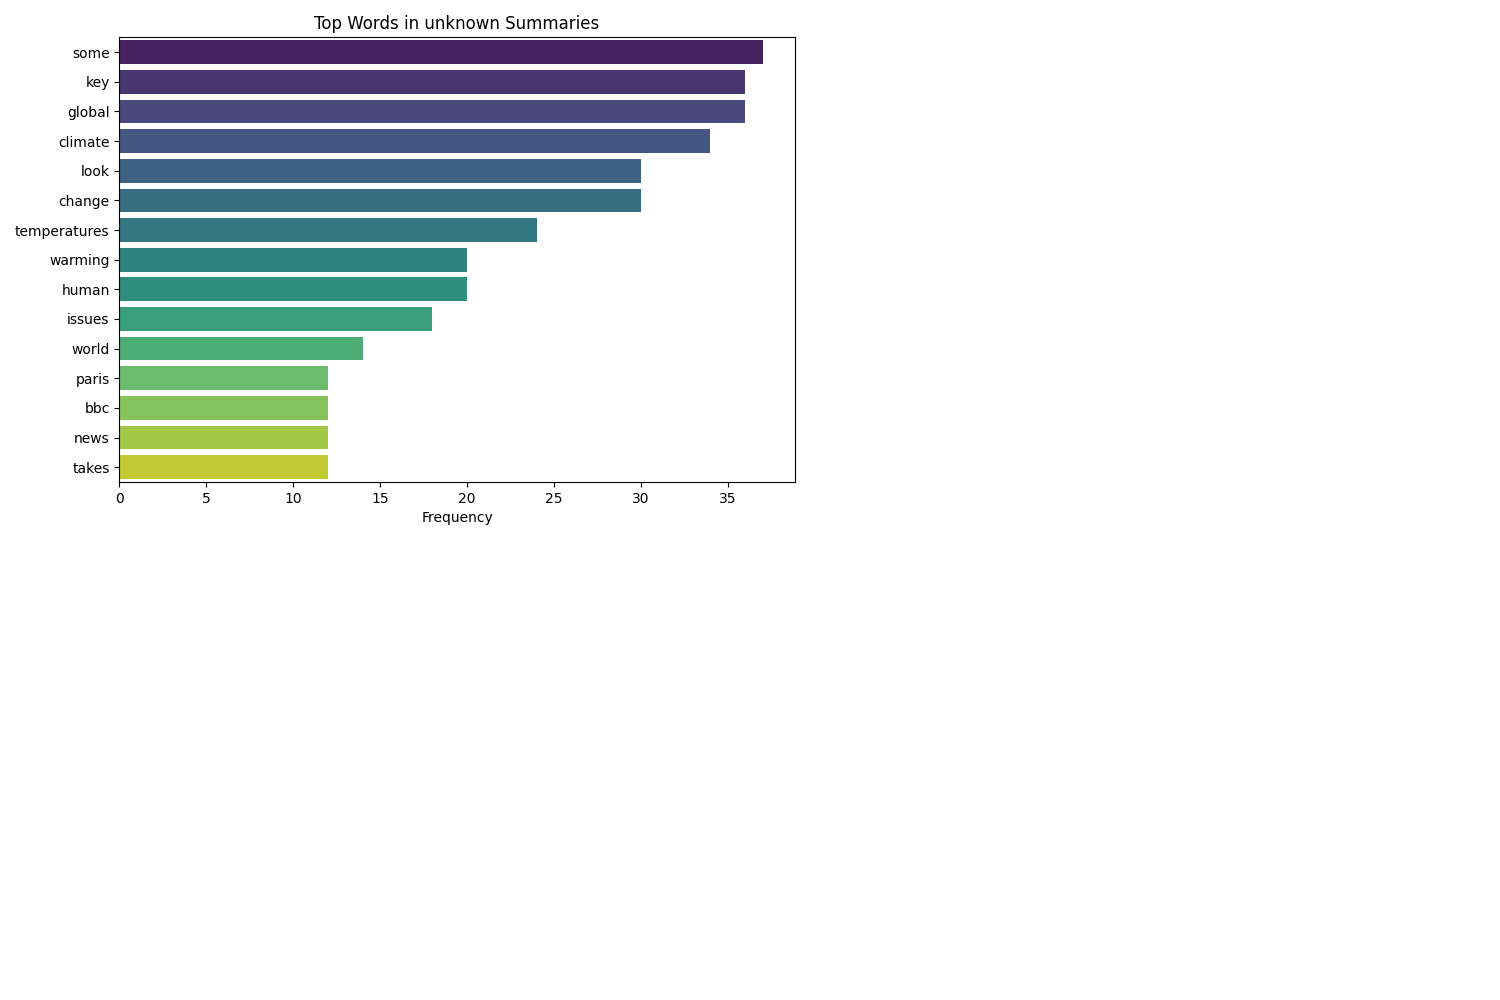 Top Words in unknown Summaries
some
key
global
climate
look
change
temperatures
warming
human
issues
world
paris
bbc
news
takes
0 5 10 15 20 25 30 35
Frequency